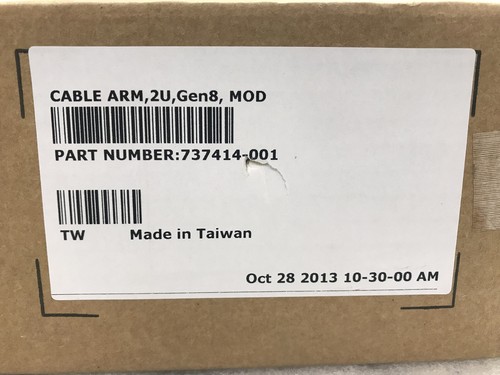 CABLE ARM,2U,Gen8, MOD
PART NUMBER:737414-001
TW Made in Taiwan
Oct 28 2013 10-30-00 AM